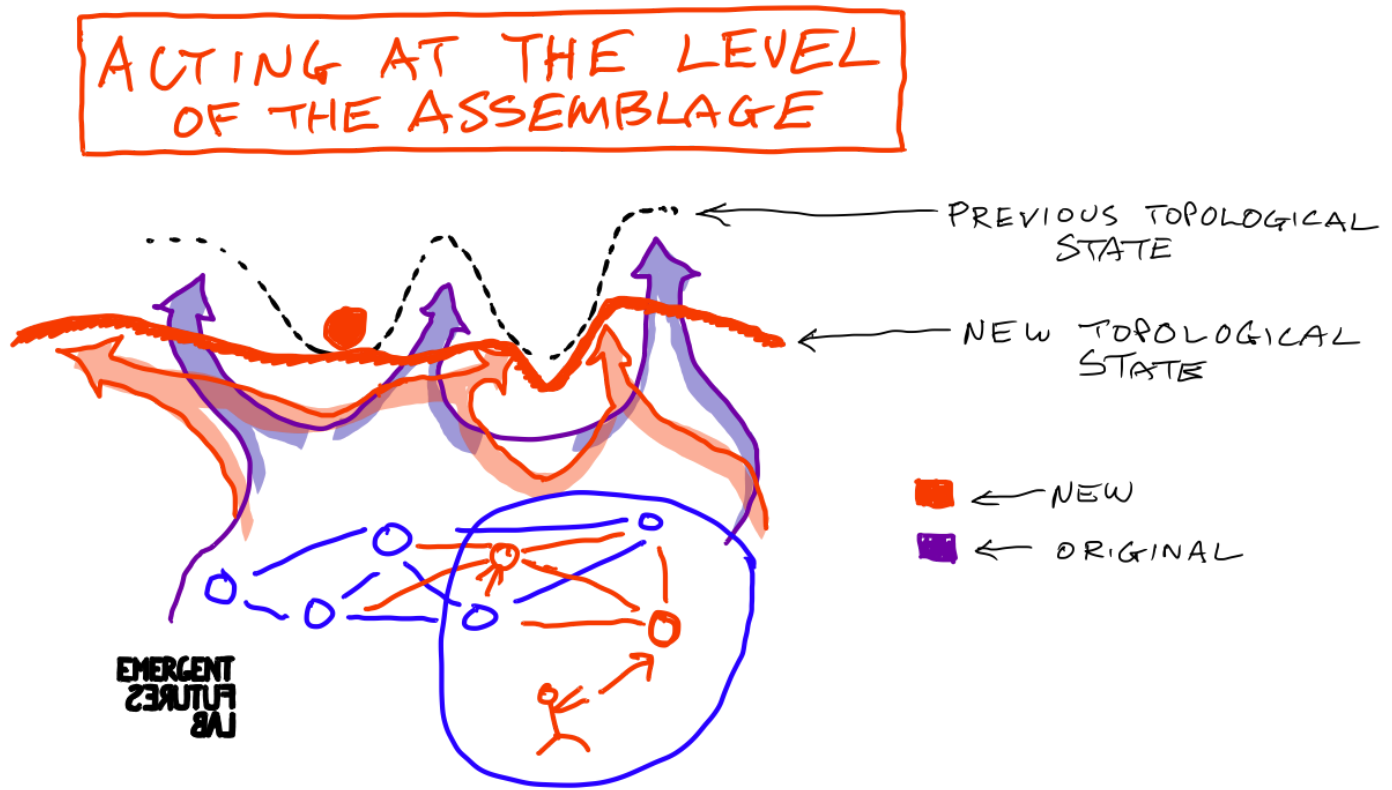 ACTING AT THE LEVEL
OF THE ASSEMBLAGE
PREVIOUS TOPOLOGICAL
STATE
NEW TOPOLOGICAL
STATE
NEW
ORIGINAL
EMERGENT
FUTURES
LAB